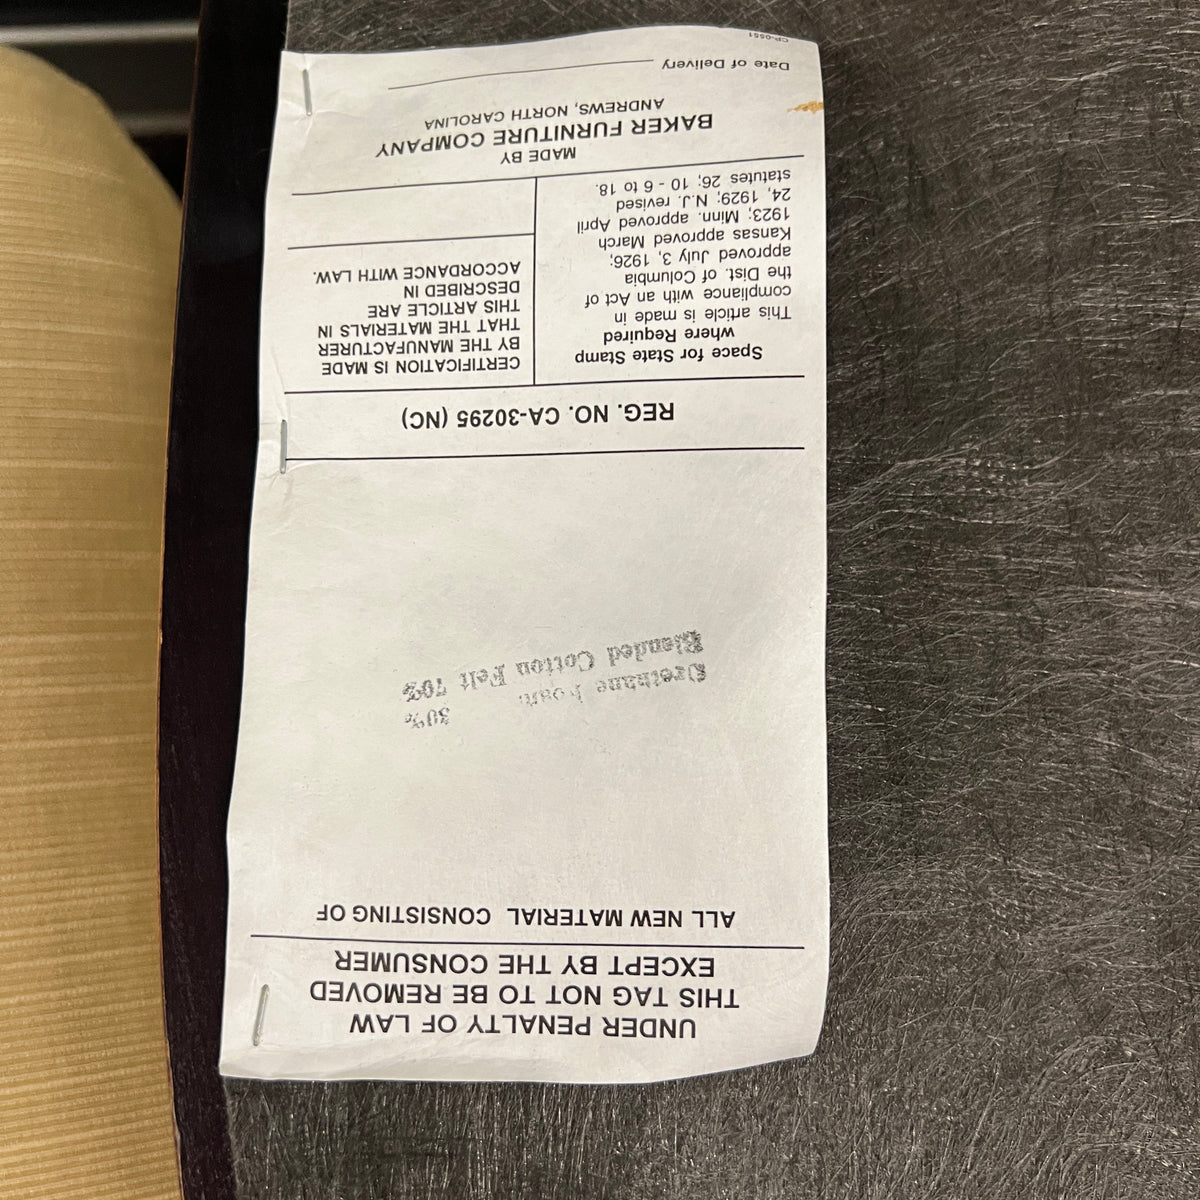 UNDER PENALTY OF LAW
THIS TAG NOT TO BE REMOVED
EXCEPT BY THE CONSUMER
ALL NEW MATERIAL CONSISTING OF
30%
Urethane Foam
Blended Cotton Felt 70%
REG. NO. CA-30295 (NC)
Space for State Stamp
where Required
This article is made in
compliance with an Act of
the Dist. of Columbia
approved July 3, 1926;
Kansas approved March
1923; Minn. approved April
24, 1929; N.J. revised
statutes 26; 10 - 6 to 18.
CERTIFICATION IS MADE
BY THE MANUFACTURER
THAT THE MATERIALS IN
THIS ARTICLE ARE
DESCRIBED IN
ACCORDANCE WITH LAW.
MADE BY
BAKER FURNITURE COMPANY
ANDREWS, NORTH CAROLINA
Date of Delivery
CP-0551